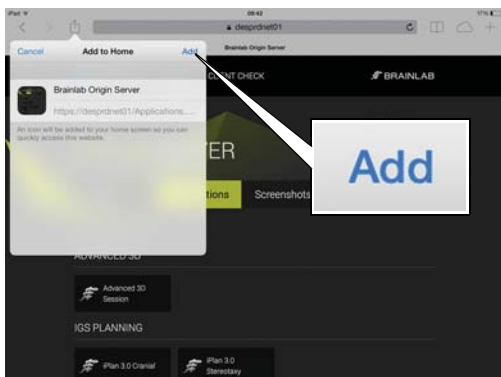 iPad
09:42
17%
desprdnet01
Brainlab Origin Server
Cancel
Add to Home
Add
CLIENT CHECK
BRAINLAB
Brainlab Origin Server
https://desprdnet01/Applications....
An icon will be added to your home screen so you can
quickly access this website.
ER
Add
tions
Screenshots
ADVANCED 3D
Advanced 3D
Session
IGS PLANNING
iPlan 3.0 Cranial
iPlan 3.0
Stereotaxy